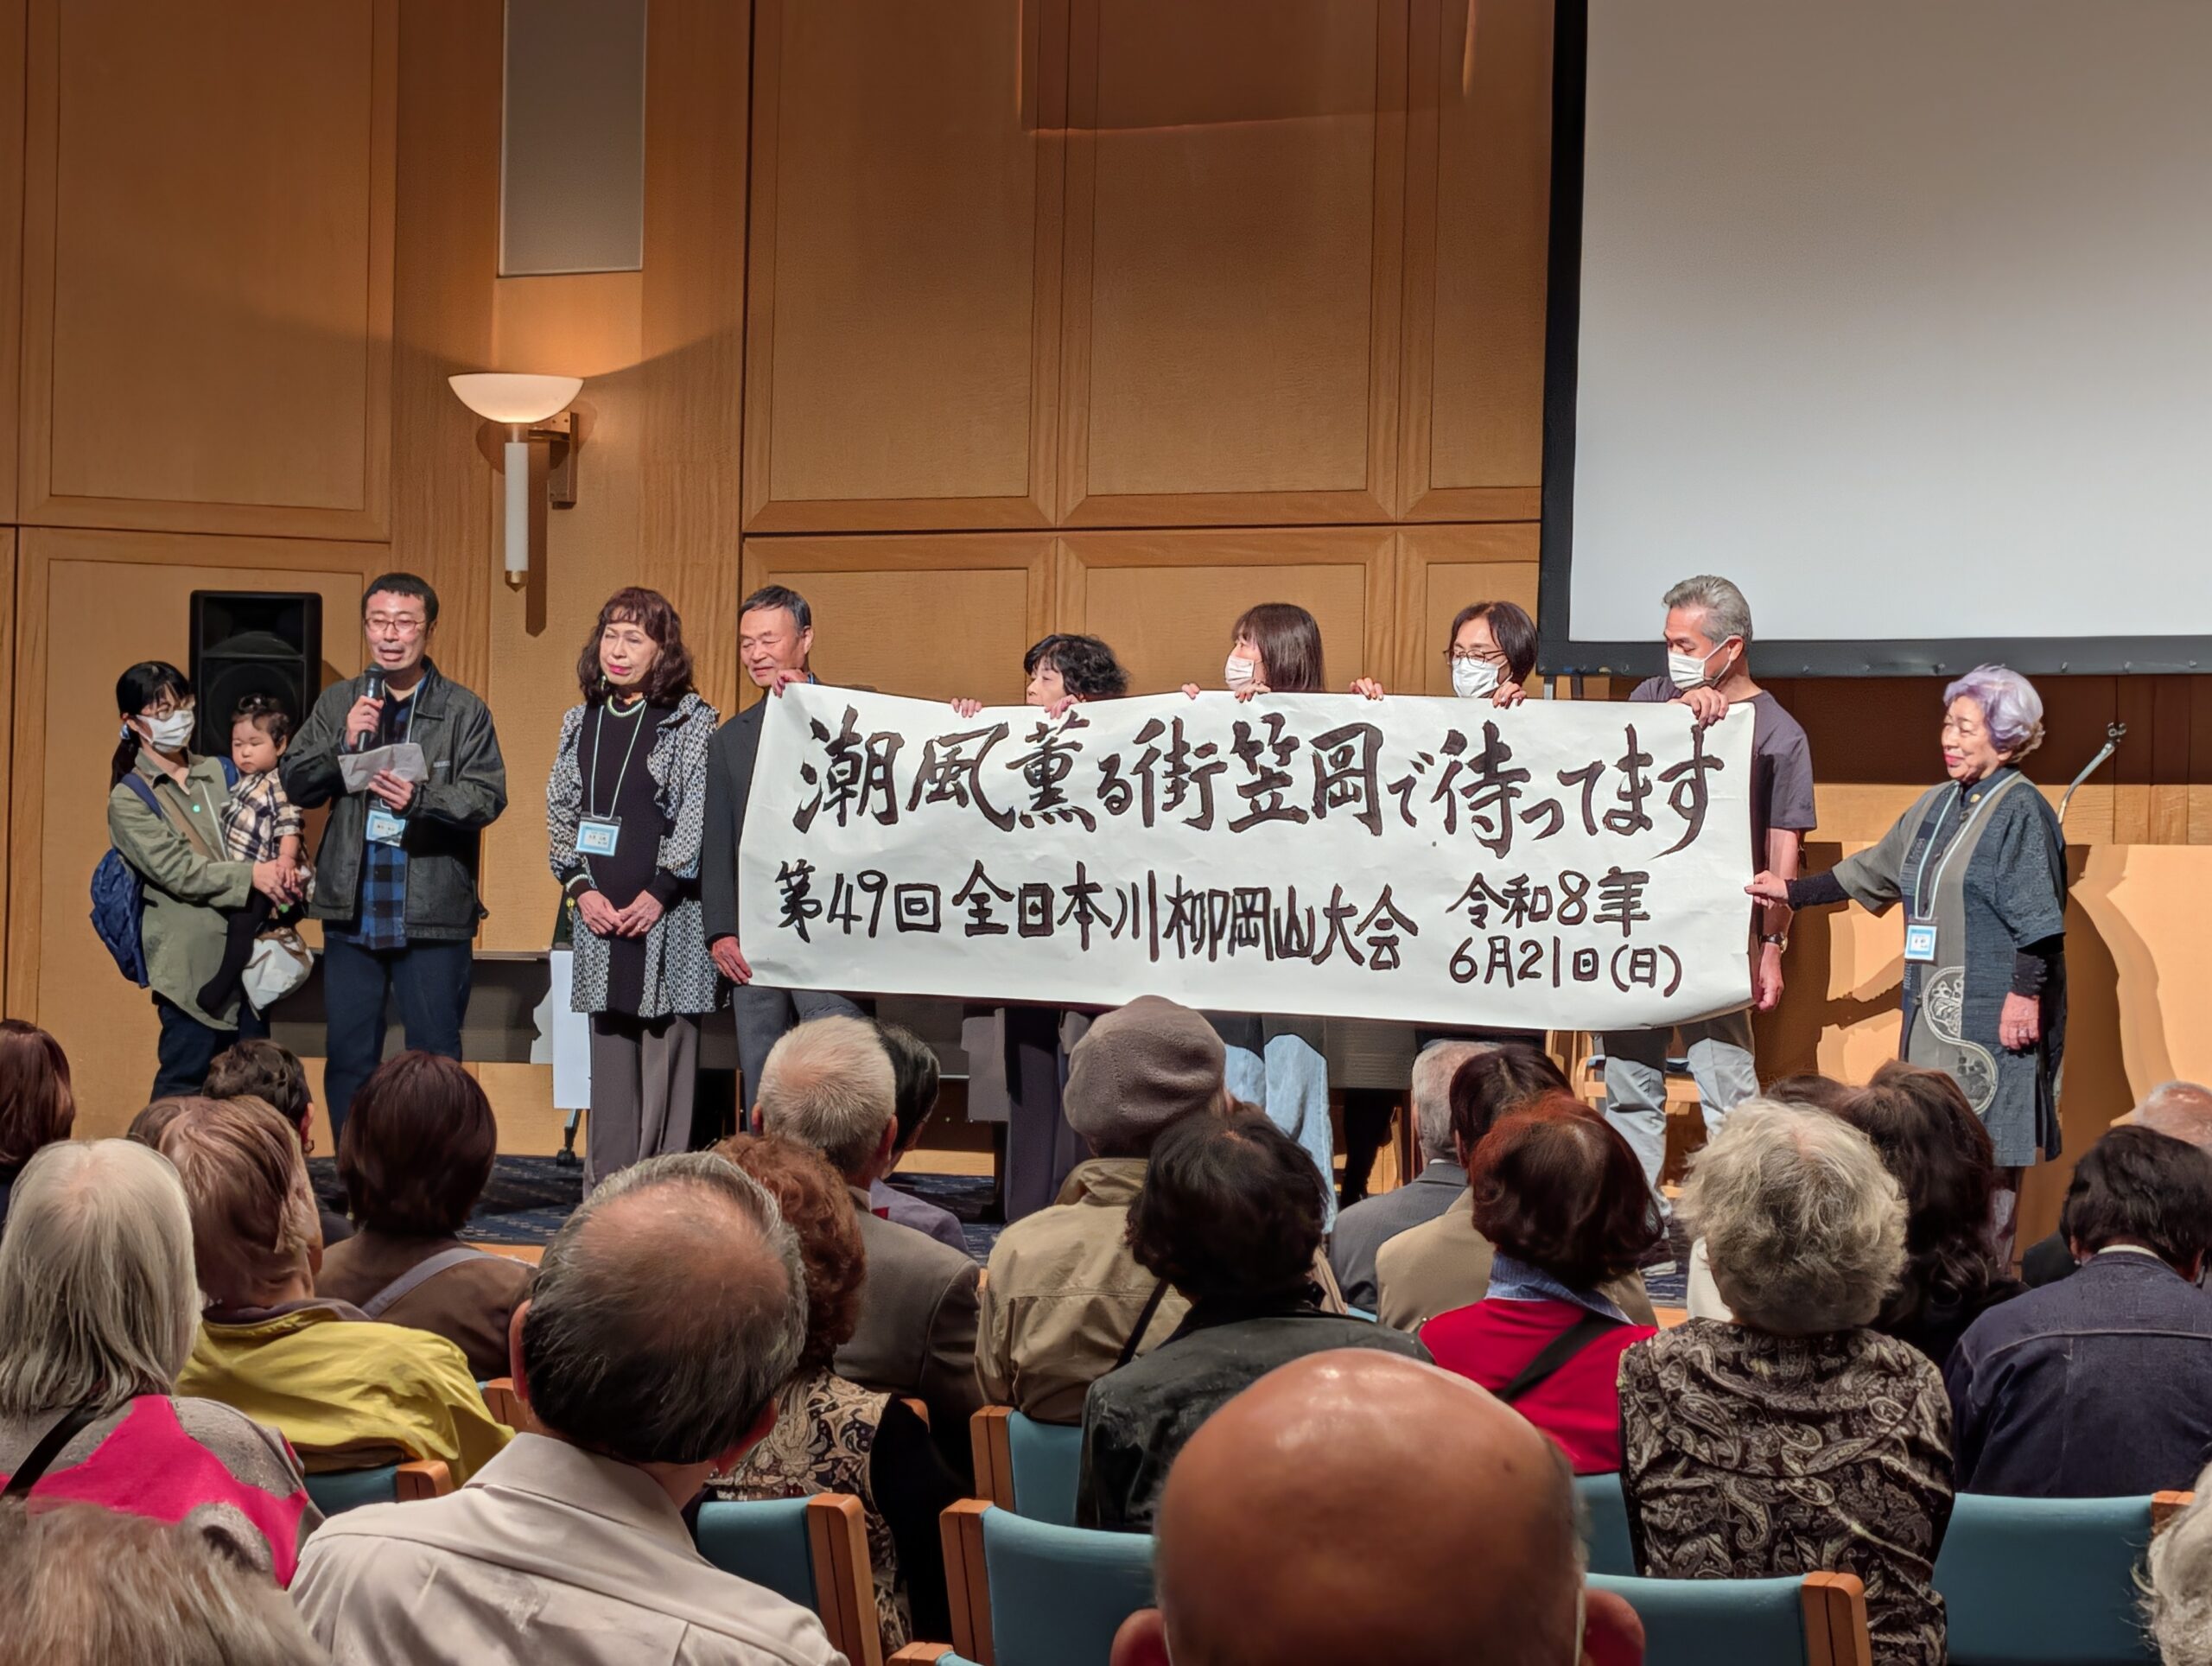 潮風薫る街笠岡で待ってます
第49回全日本川柳岡山大会 令和8年
6月21日(日)